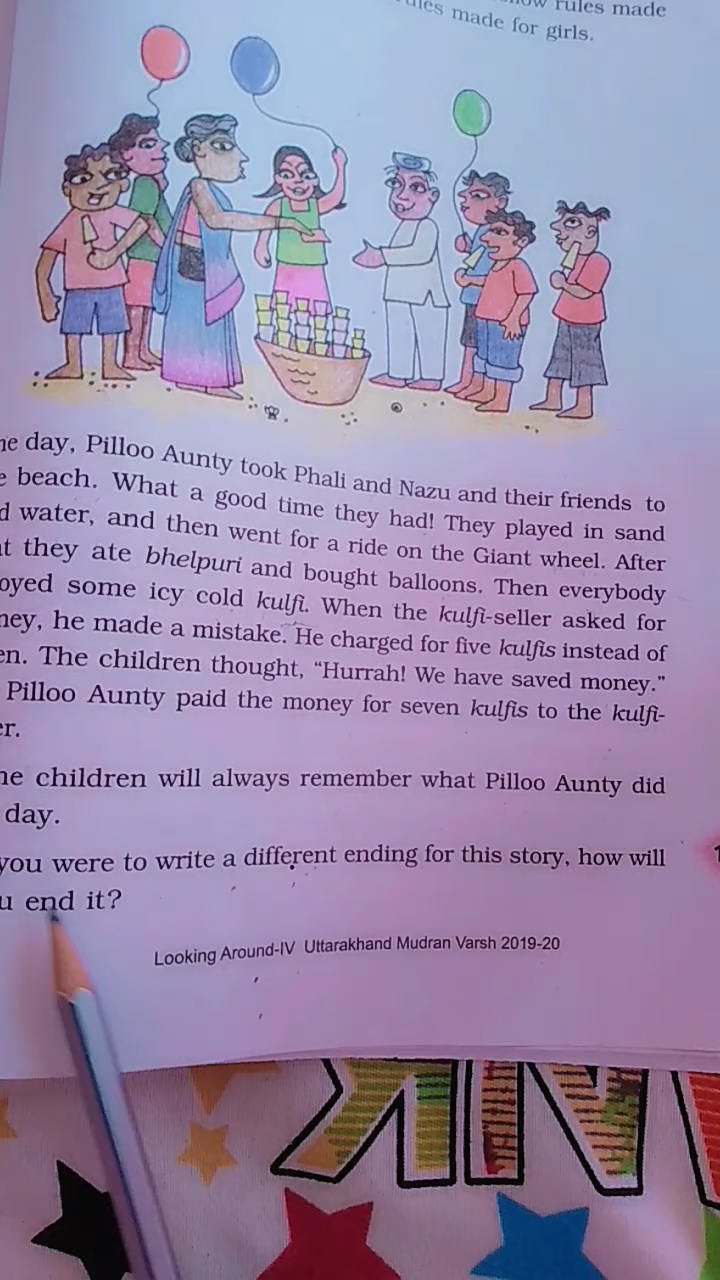 rules made
rules made for girls.
day, Pilloo Aunty took Phali and Nazu and their friends to
beach. What a good time they had! They played in sand
water, and then went for a ride on the Giant wheel. After
they ate bhelpuri and bought balloons. Then everybody
some icy cold kulfi. When the kulfi-seller asked for
he made a mistake. He charged for five kulfis instead of
The children thought, “Hurrah! We have saved money.”
Pilloo Aunty paid the money for seven kulfis to the kulfi-
children will always remember what Pilloo Aunty did
day.
you were to write a different ending for this story, how will
end it?
Looking Around-IV Uttarakhand Mudran Varsh 2019-20